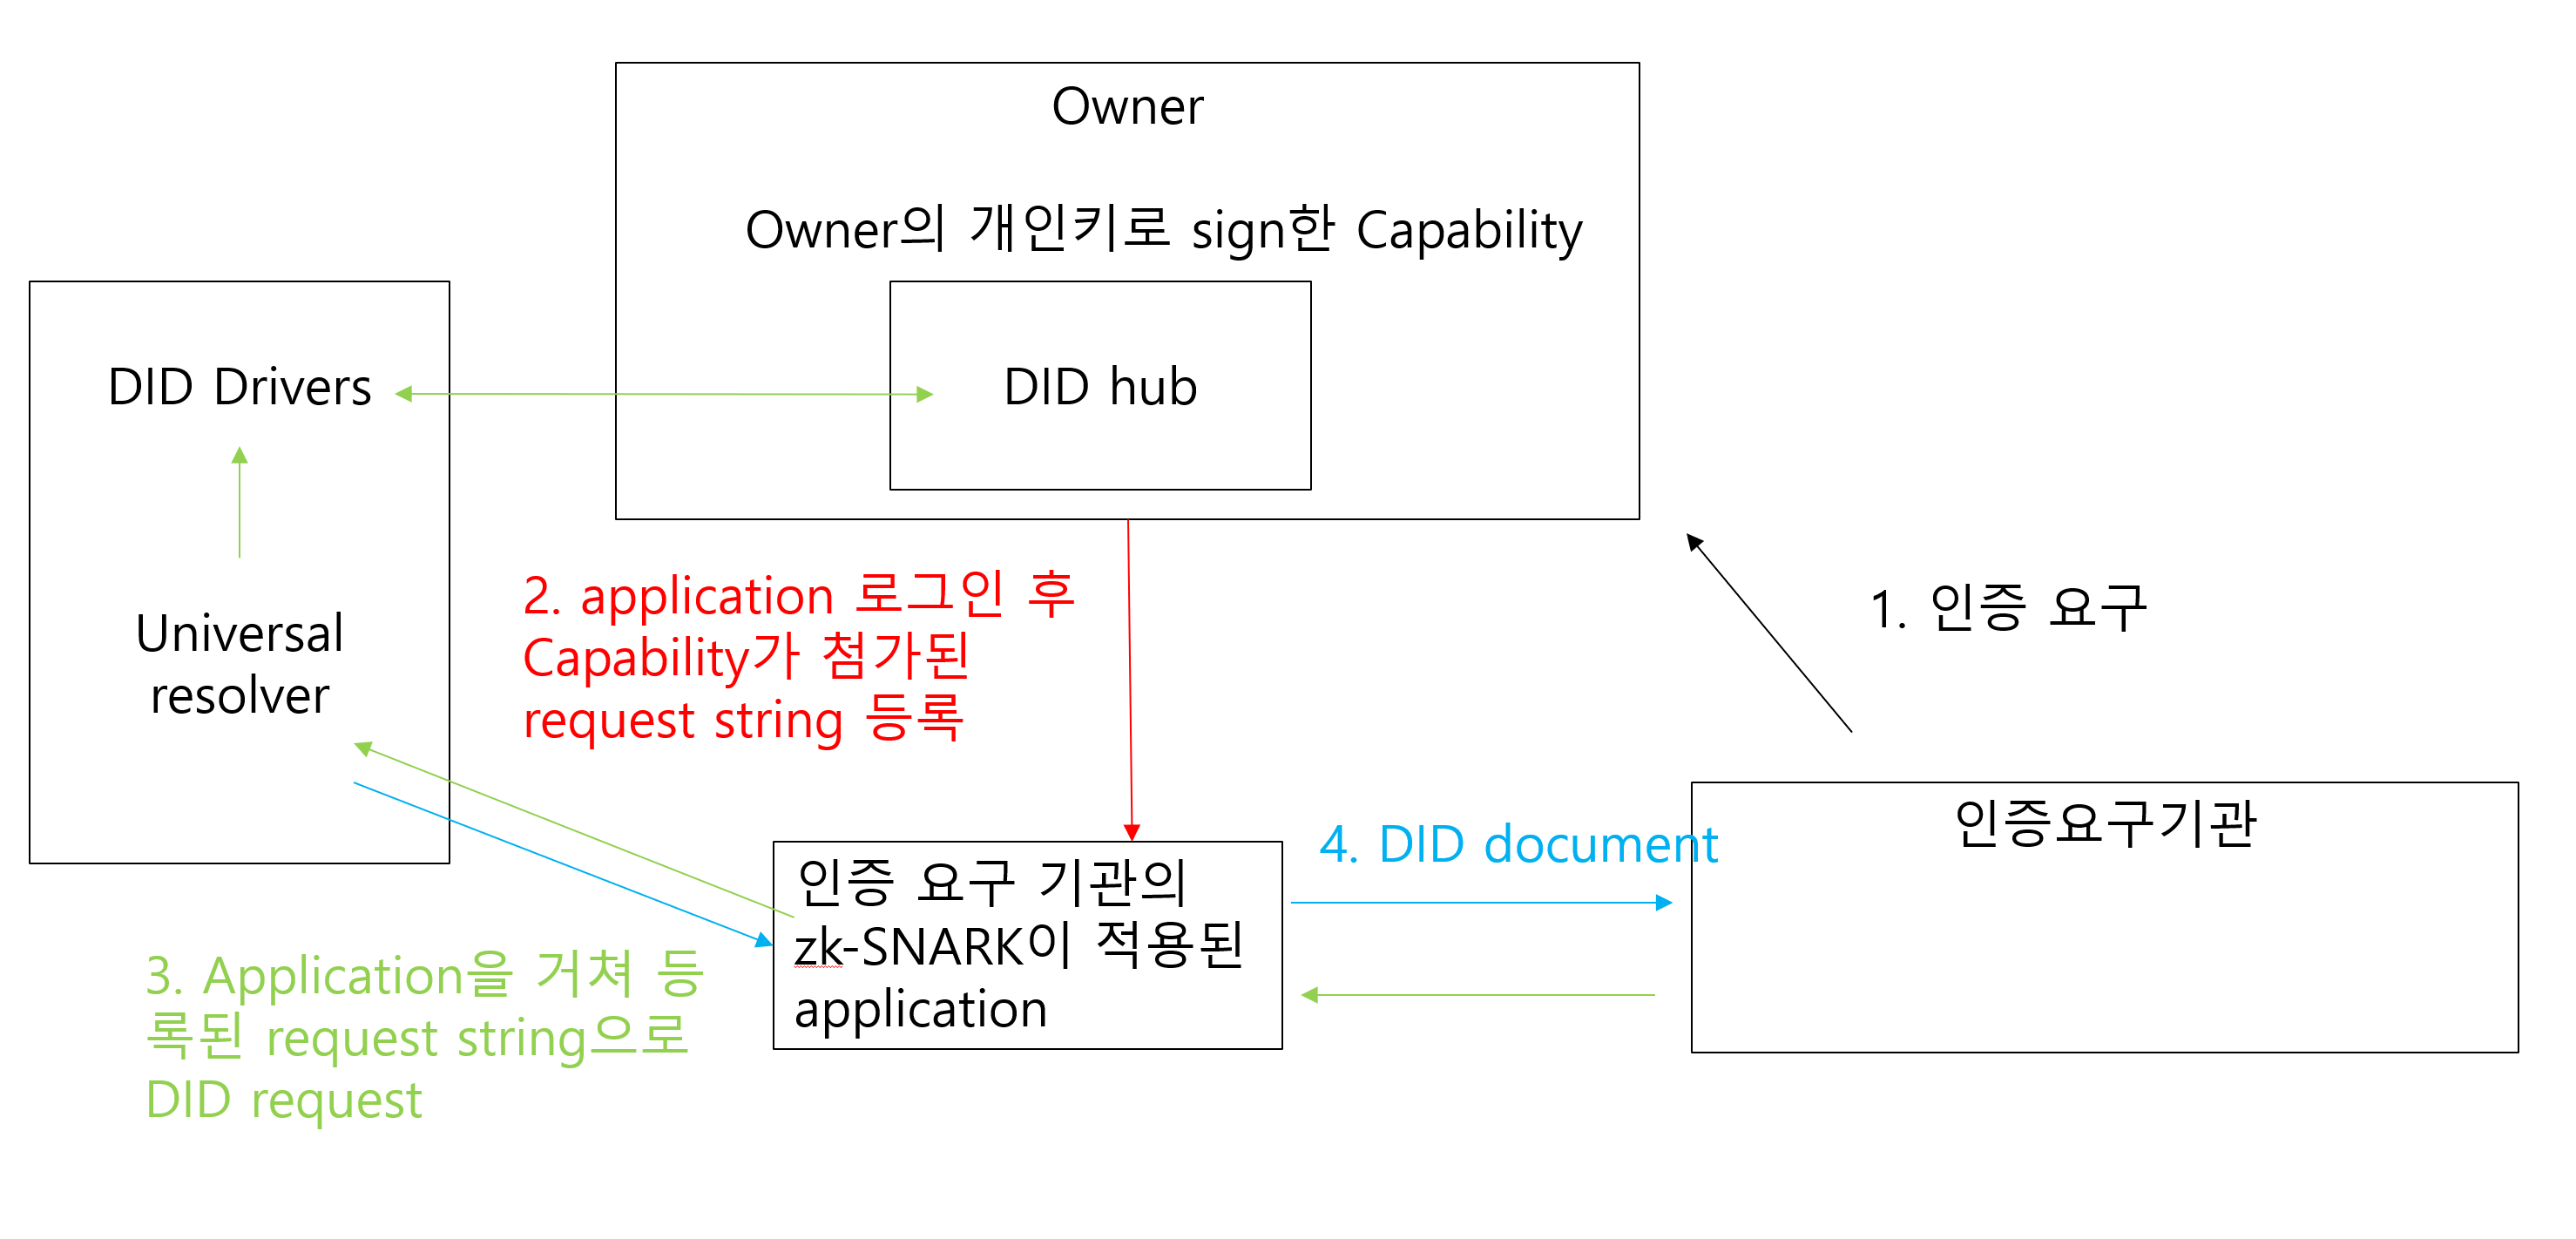 Owner
Owner의 개인키로 sign한 Capability
DID Drivers
DID hub
Universal
resolver
2. application 로그인 후
Capability가 첨가된
request string 등록
1. 인증 요구
인증 요구 기관의
zk-SNARK이 적용된
application
4. DID document
인증요구기관
3. Application을 거쳐 등
록된 request string으로
DID request